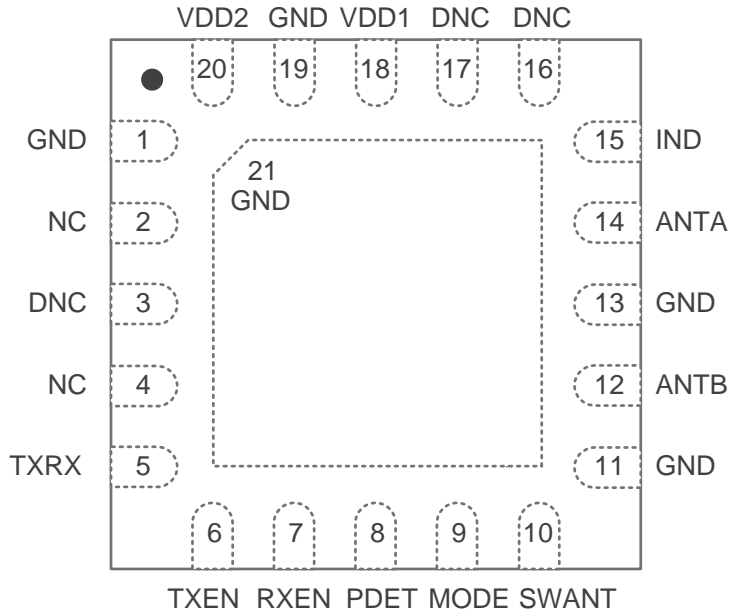 VDD2 GND VDD1 DNC DNC
20 19 18 17 16
GND 1 15 IND
21
GND
NC 2 14 ANTA
DNC 3 13 GND
NC 4 12 ANTB
TXRX 5 11 GND
6 7 8 9 10
TXEN RXEN PDET MODE SWANT